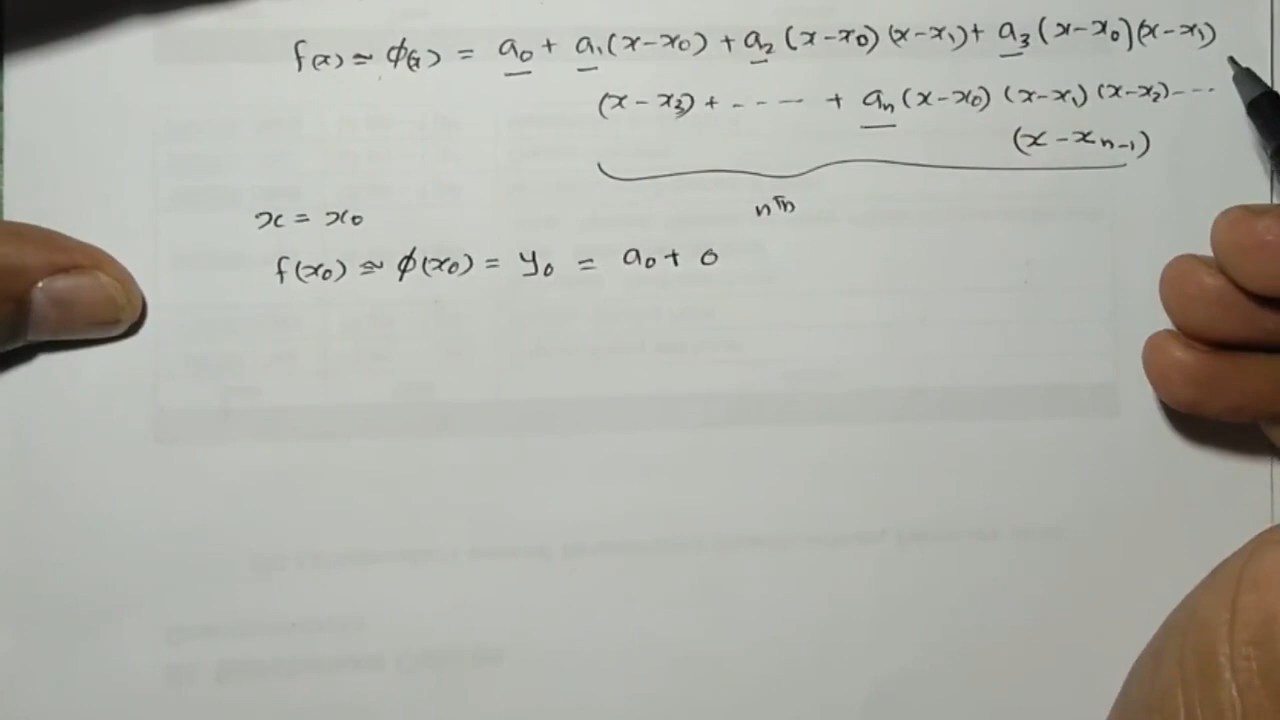 f(x) ≃ ϕ(x) = a₀ + a₁(x-x₀) + a₂(x-x₀)(x-x₁) + a₃(x-x₀)(x-x₁)
(x-x₃) + ---- + aₙ(x-x₀)(x-x₁)(x-x₂)----
(x-xₙ₋₁)
nth
x = x₀
f(x₀) ≃ ϕ(x₀) = y₀ = a₀ + 0